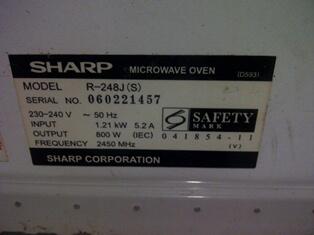 SHARP MICROWAVE OVEN (D593)
MODEL R-248J(S)
SERIAL NO. 060221457
230-240 V ~ 50 Hz
INPUT 1.21 kW 5.2 A
OUTPUT 800 W (IEC)
FREQUENCY 2450 MHz
SAFETY
MARK
041854-11
(V)
SHARP CORPORATION